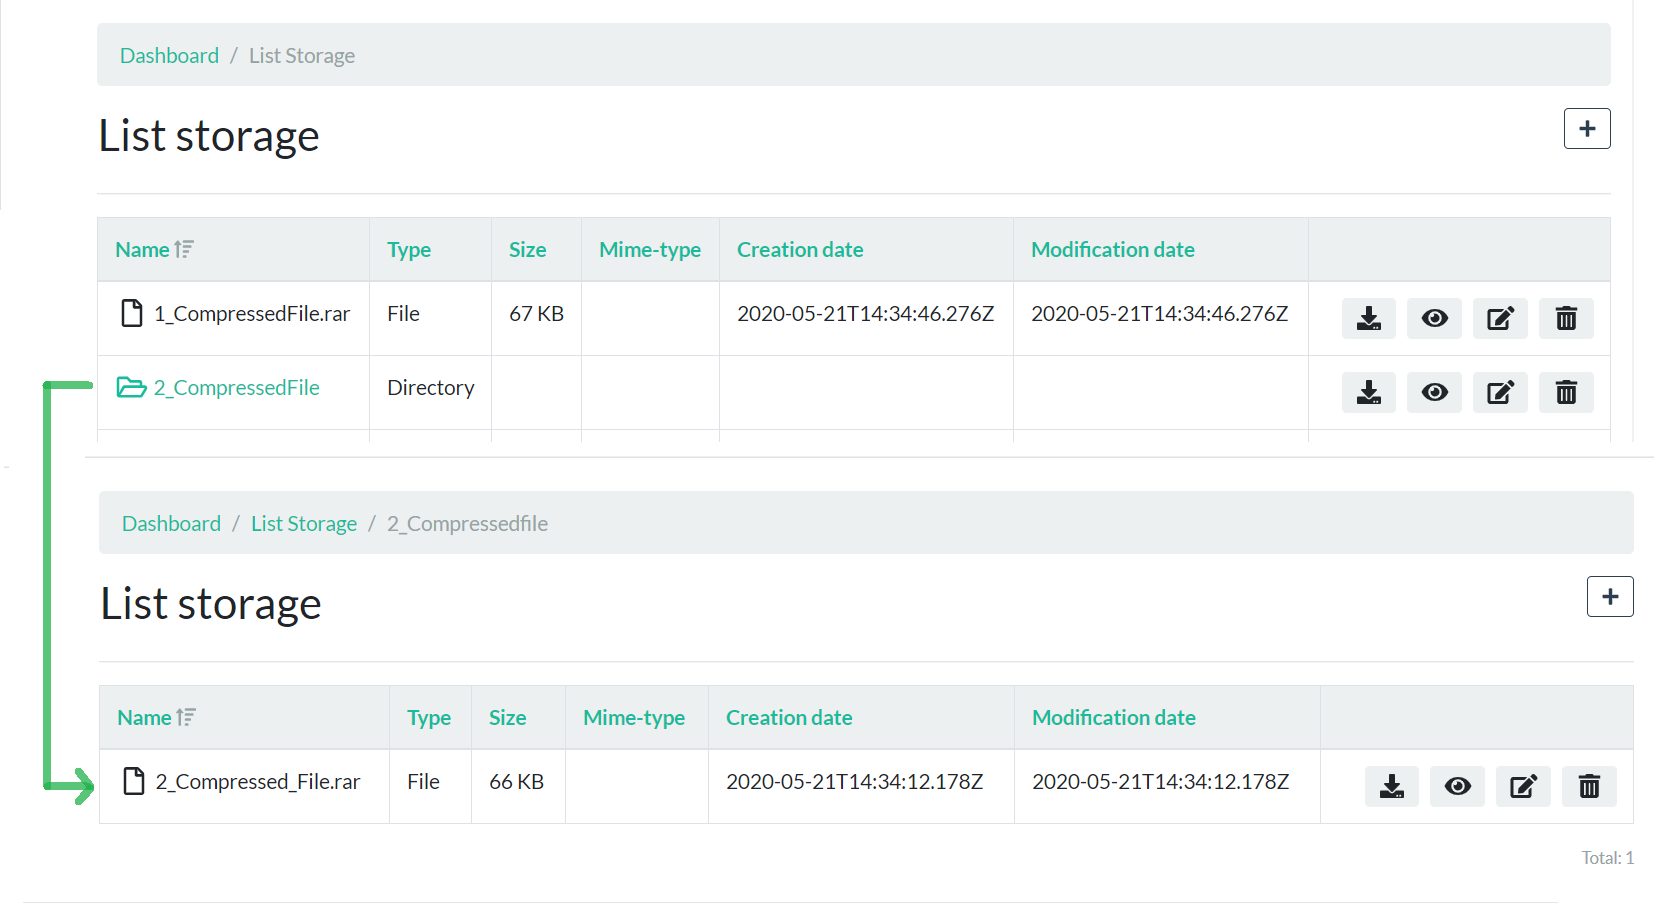 Dashboard / List Storage
List storage
+
Name Type Size Mime-type Creation date Modification date
1_CompressedFile.rar File 67 KB 2020-05-21T14:34:46.276Z 2020-05-21T14:34:46.276Z
2_CompressedFile Directory
Dashboard / List Storage / 2_Compressedfile
List storage
+
Name Type Size Mime-type Creation date Modification date
2_Compressed_File.rar File 66 KB 2020-05-21T14:34:12.178Z 2020-05-21T14:34:12.178Z
Total: 1